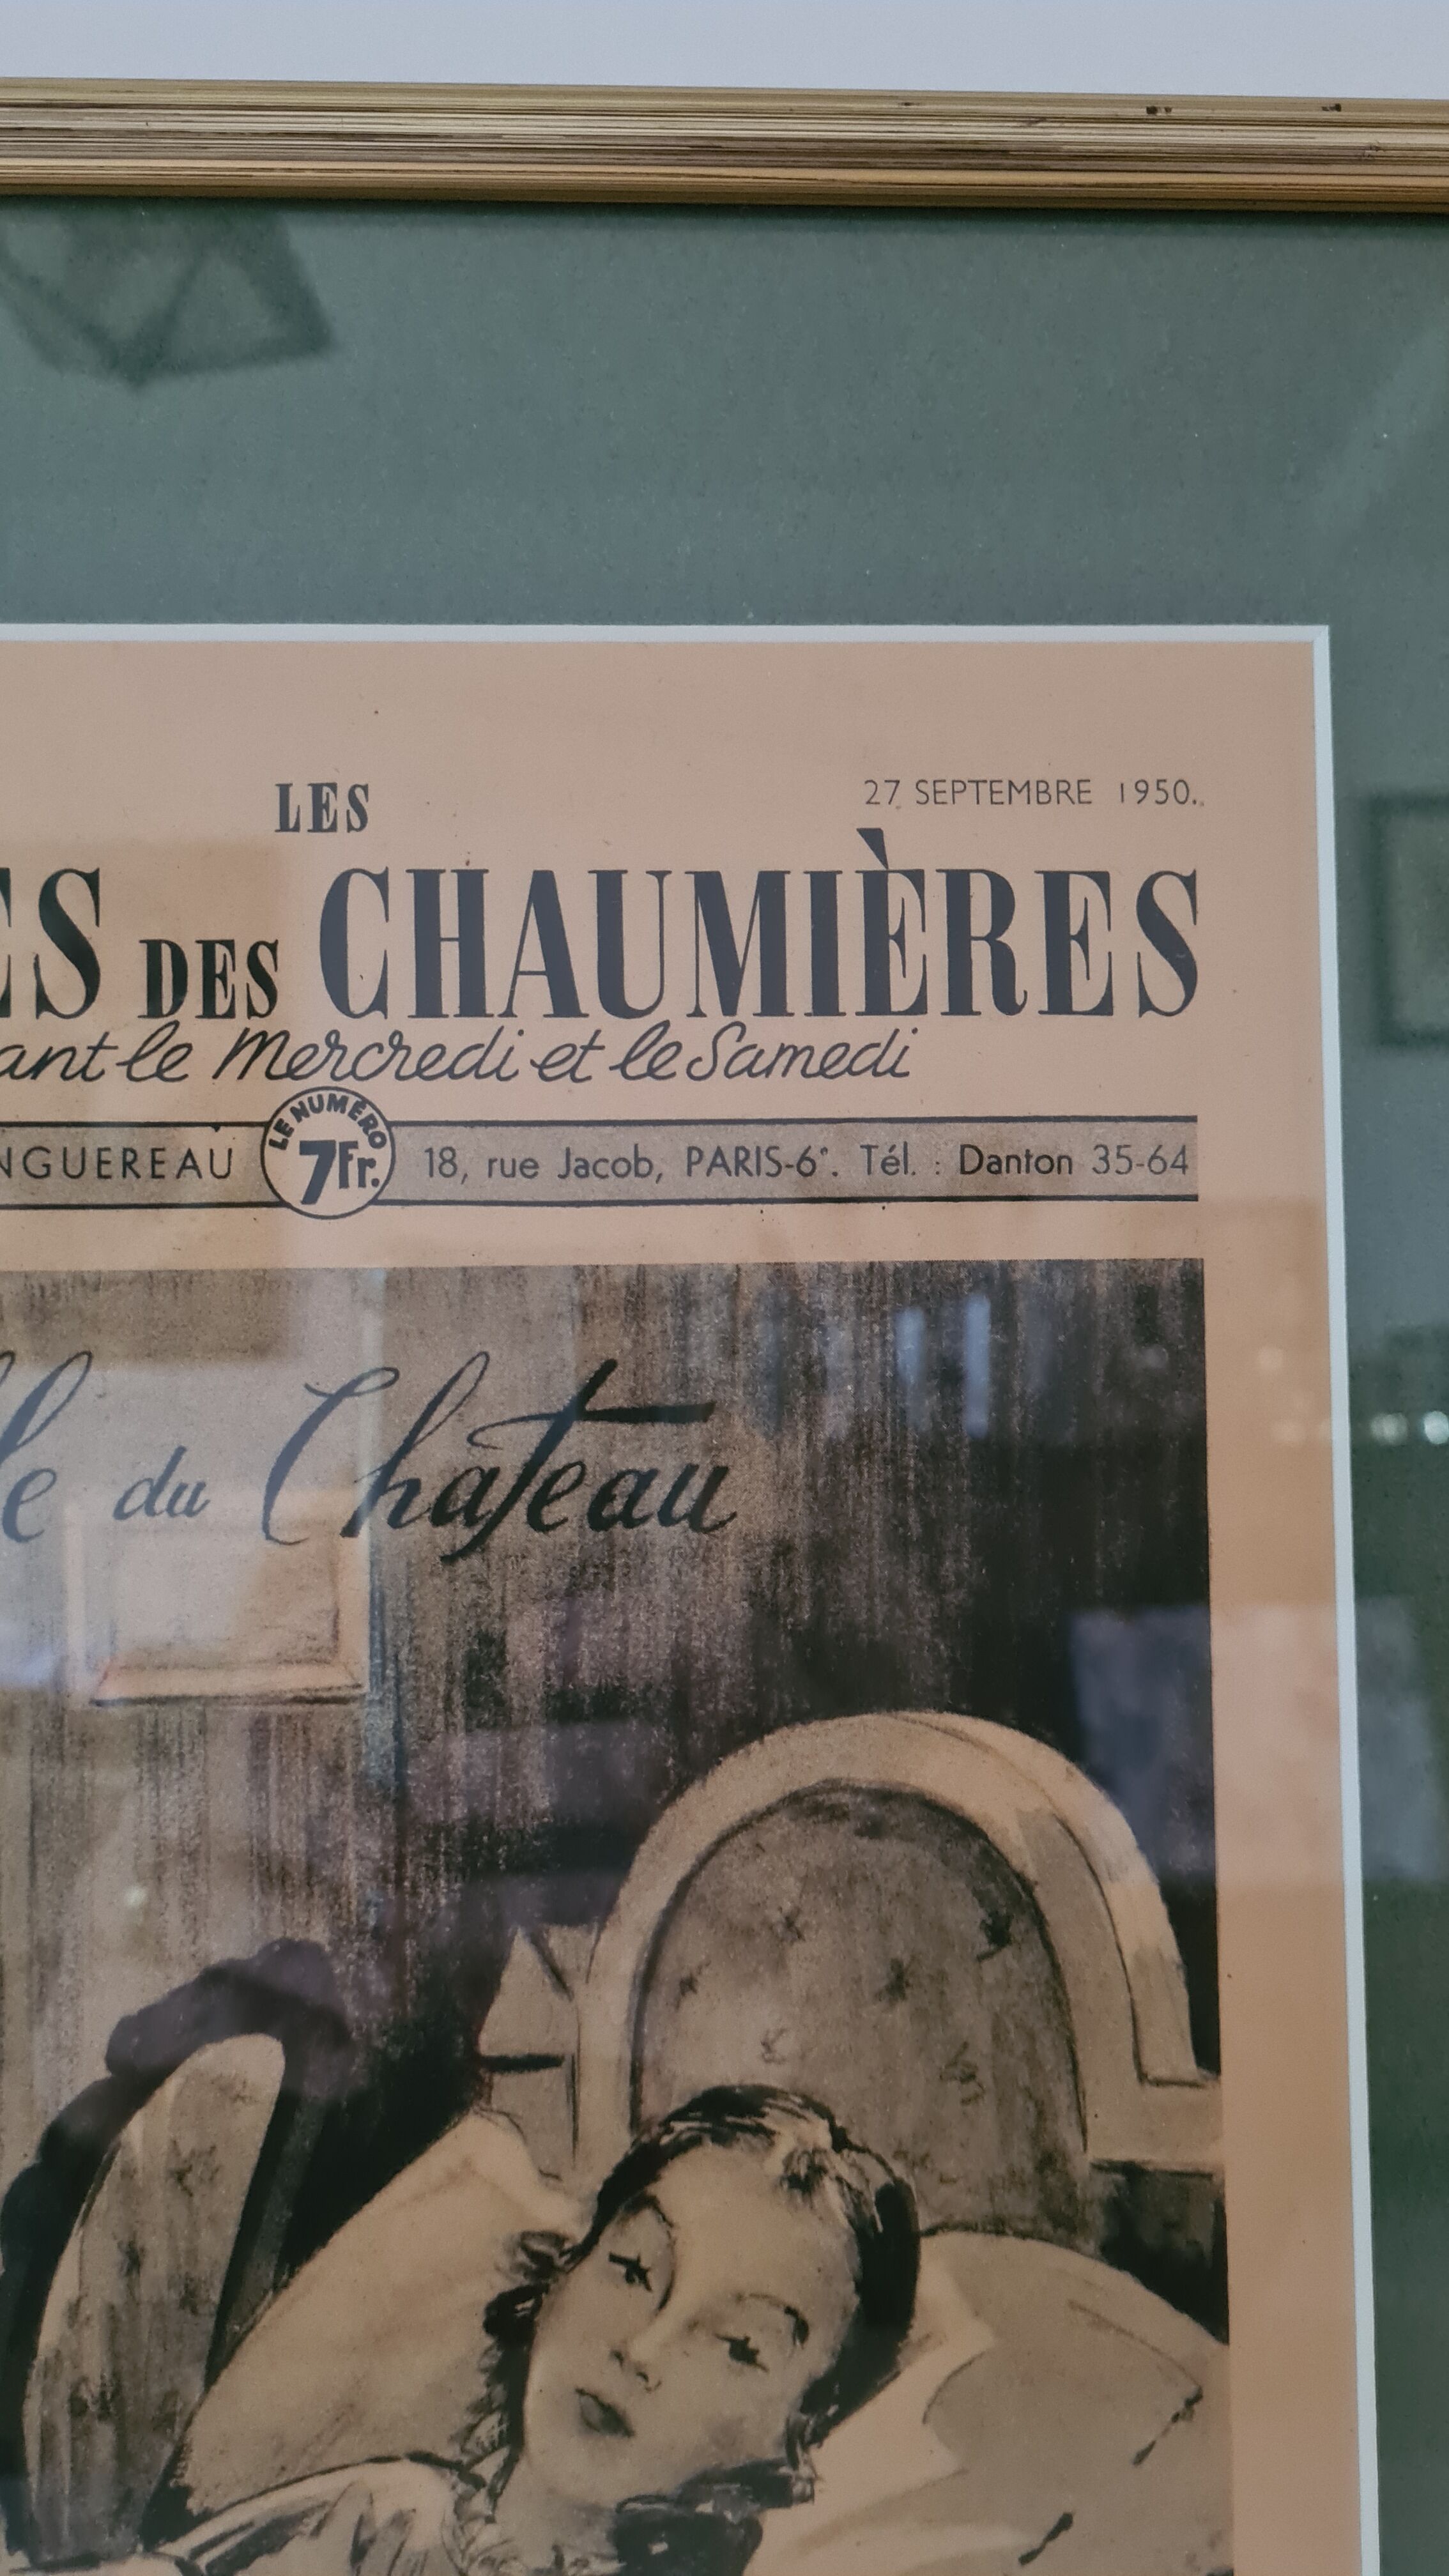 LES
27 SEPTEMBRE 1950.
ES DES CHAUMIÈRES
ant le Mercredi et le Samedi
NGUEREAU LE NUMÉRO 7Fr. 18, rue Jacob, PARIS-6e. Tél. : Danton 35-64
le du Chateau